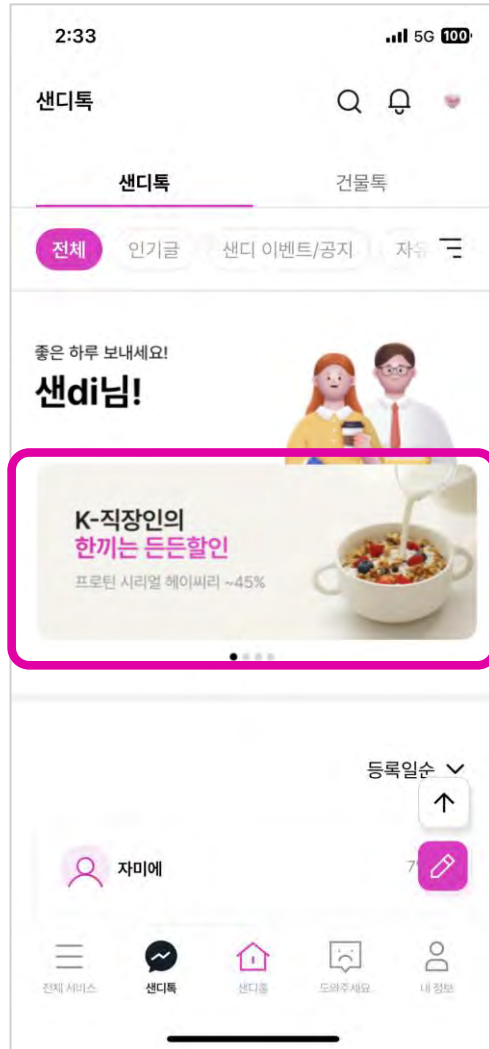 2:33
5G 100
샌디톡
샌디톡 건물톡
전체 인기글 샌디 이벤트/공지 자유
좋은 하루 보내세요!
샌di님!
K-직장인의
한끼는 든든할인
프로틴 시리얼 헤이씨리 ~45%
등록일순
자미에
전체 서비스 샌디톡 샌디홈 도와주세요 내 정보